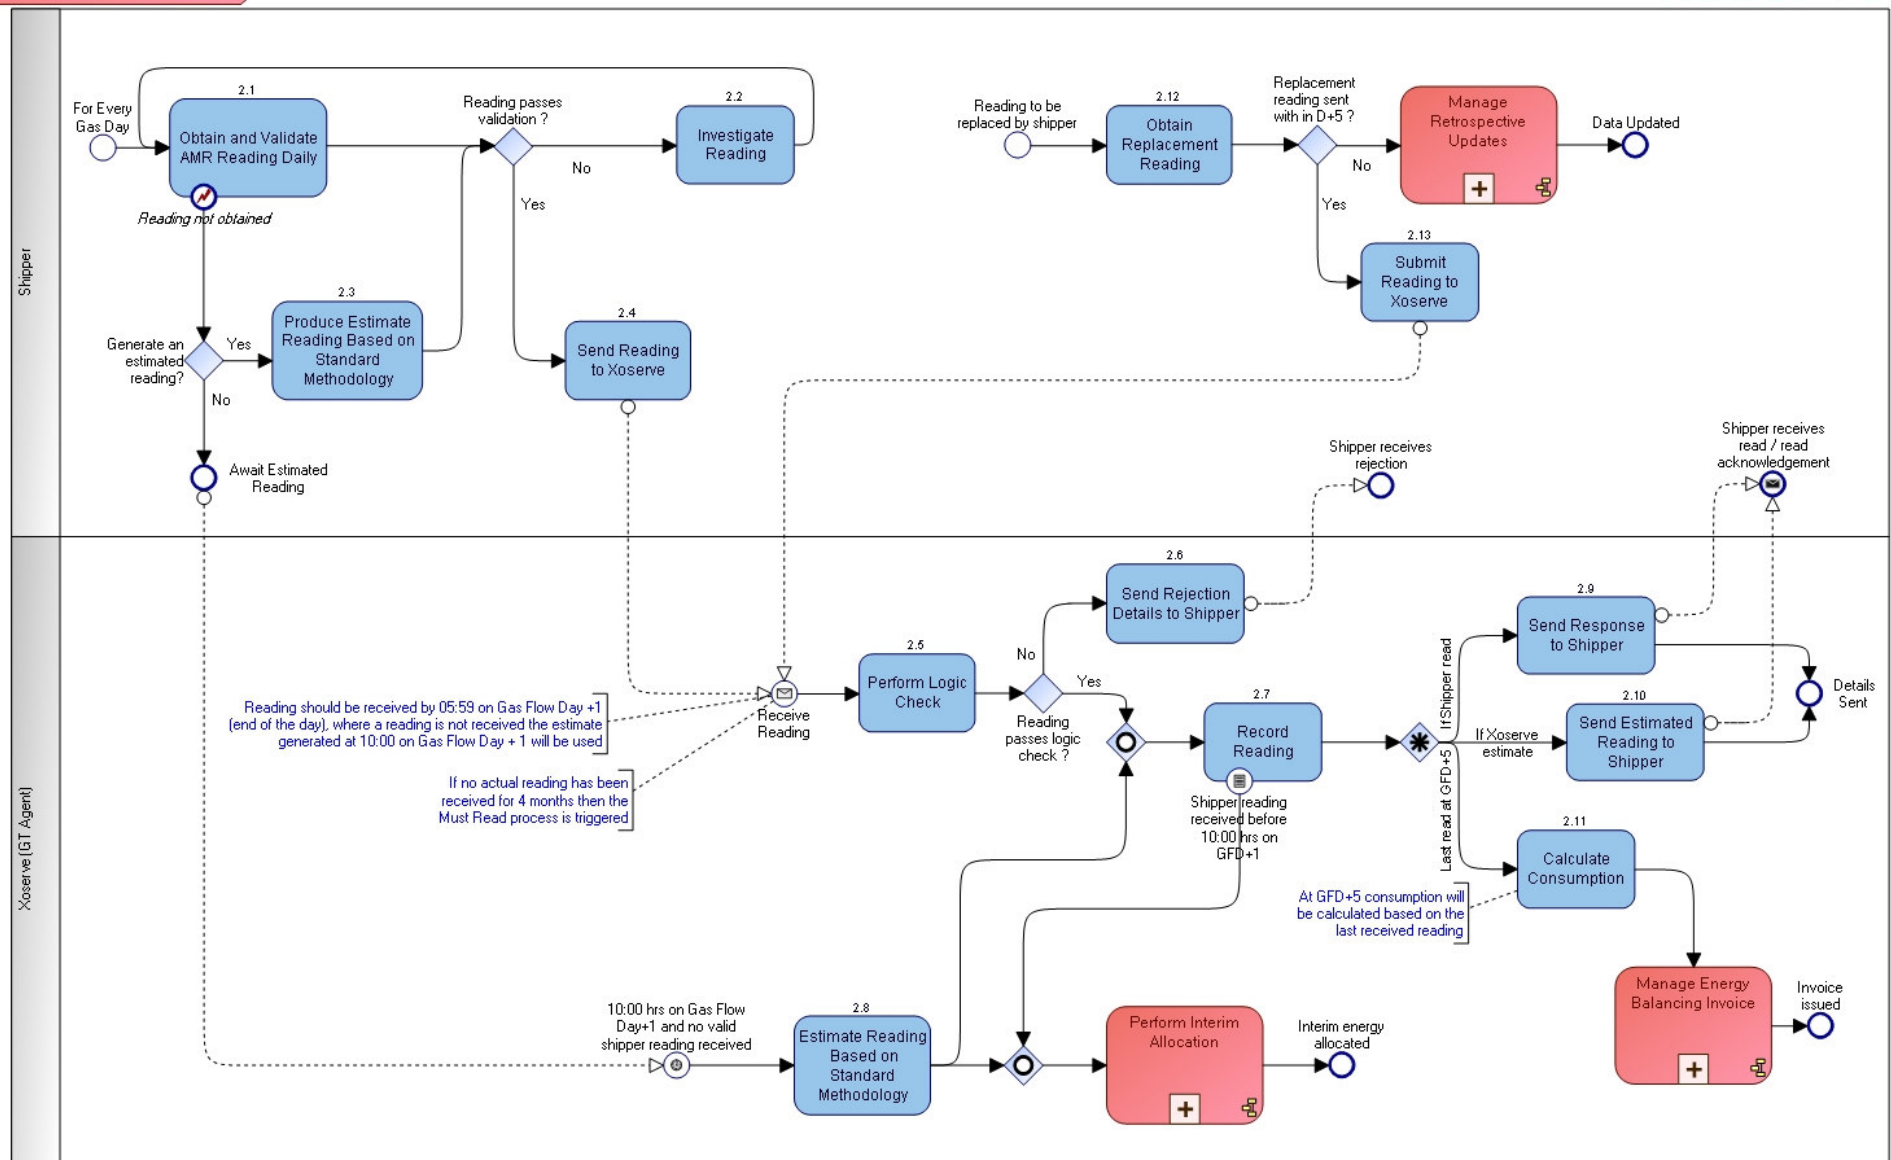 Shipper
For Every
Gas Day
2.1
Obtain and Validate
AMR Reading Daily
Reading not obtained
Reading passes
validation ?
No
Yes
2.2
Investigate
Reading
Generate an
estimated
reading?
Yes
No
2.3
Produce Estimate
Reading Based on
Standard
Methodology
2.4
Send Reading
to Xoserve
Await Estimated
Reading
Reading to be
replaced by shipper
2.12
Obtain
Replacement
Reading
Replacement
reading sent
with in D+5 ?
No
Yes
Manage
Retrospective
Updates
Data Updated
2.13
Submit
Reading to
Xoserve
Shipper receives
rejection
Shipper receives
read / read
acknowledgement
Xoserve (GT Agent)
Reading should be received by 05:59 on Gas Flow Day +1
(end of the day), where a reading is not received the estimate
generated at 10:00 on Gas Flow Day + 1 will be used
If no actual reading has been
received for 4 months then the
Must Read process is triggered
Receive
Reading
2.5
Perform Logic
Check
No
Yes
Reading
passes logic
check ?
2.6
Send Rejection
Details to Shipper
2.7
Record
Reading
Shipper reading
received before
10:00 hrs on
GFD+1
If Shipper read
If Xoserve
estimate
Last read at GFD+5
2.9
Send Response
to Shipper
2.10
Send Estimated
Reading to
Shipper
Details
Sent
2.11
Calculate
Consumption
At GFD+5 consumption will
be calculated based on the
last received reading
Manage Energy
Balancing Invoice
Invoice
issued
10:00 hrs on Gas Flow
Day+1 and no valid
shipper reading received
2.8
Estimate Reading
Based on
Standard
Methodology
Perform Interim
Allocation
Interim energy
allocated